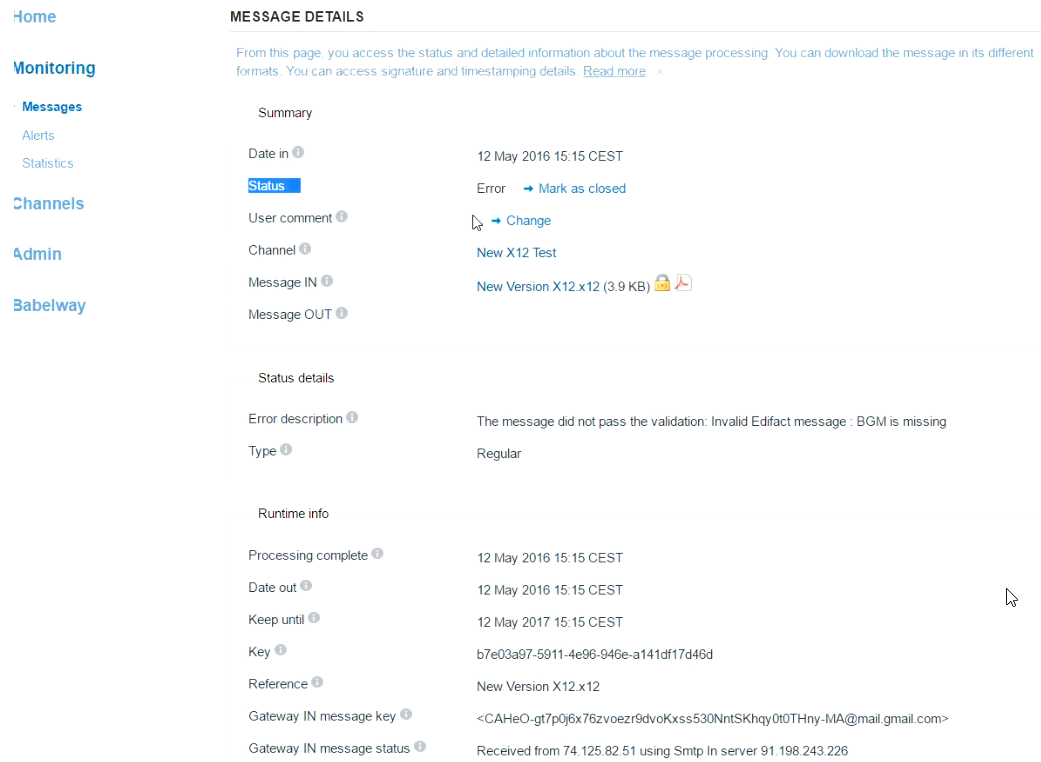 Home
Monitoring
Messages
Alerts
Statistics
Channels
Admin
Babelway
MESSAGE DETAILS
From this page, you access the status and detailed information about the message processing. You can download the message in its different
formats. You can access signature and timestamping details. Read more
Summary
Date in 12 May 2016 15:15 CEST
Status Error → Mark as closed
User comment → Change
Channel New X12 Test
Message IN New Version X12.x12 (3.9 KB)
Message OUT
Status details
Error description The message did not pass the validation: Invalid Edifact message : BGM is missing
Type Regular
Runtime info
Processing complete 12 May 2016 15:15 CEST
Date out 12 May 2016 15:15 CEST
Keep until 12 May 2017 15:15 CEST
Key b7e03a97-5911-4e96-946e-a141df17d46d
Reference New Version X12.x12
Gateway IN message key <CAHeO-gt7p0j6x76zvoezr9dvoKxss530NntSKhqy0t0THny-MA@mail.gmail.com>
Gateway IN message status Received from 74.125.82.51 using Smtp In server 91.198.243.226